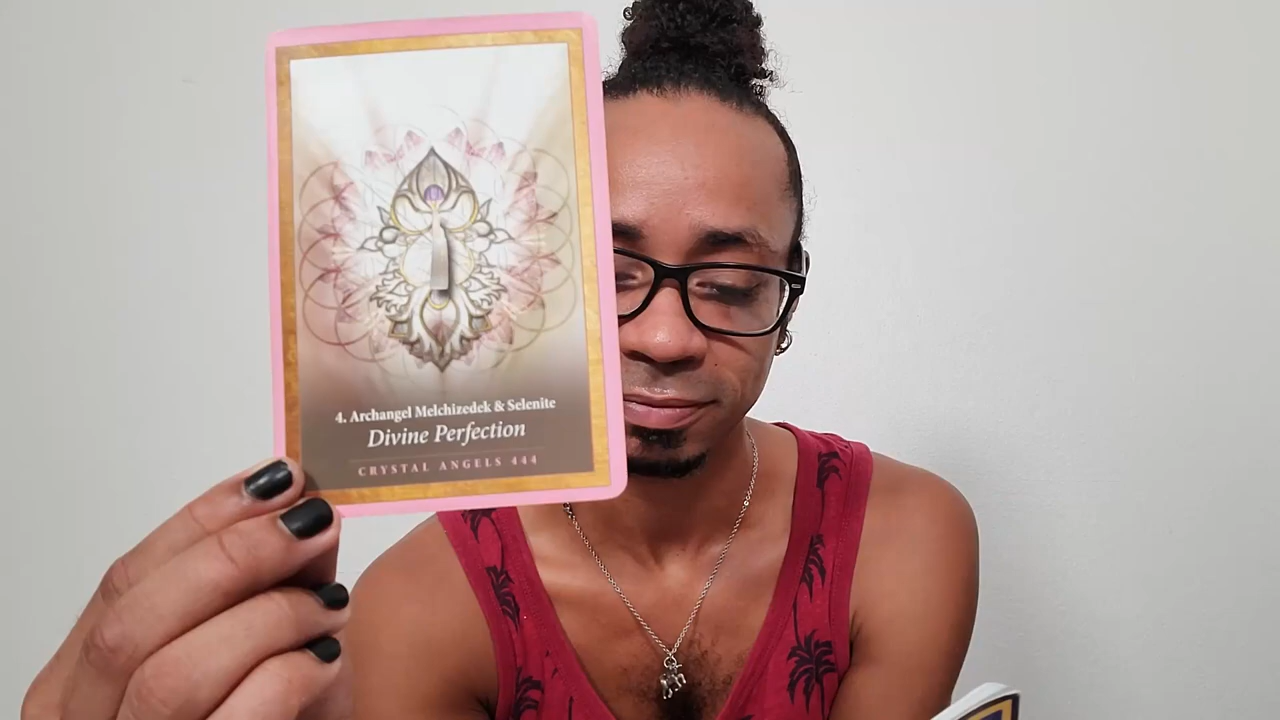 4. Archangel Melchizedek & Selenite
Divine Perfection
CRYSTAL ANGELS 444